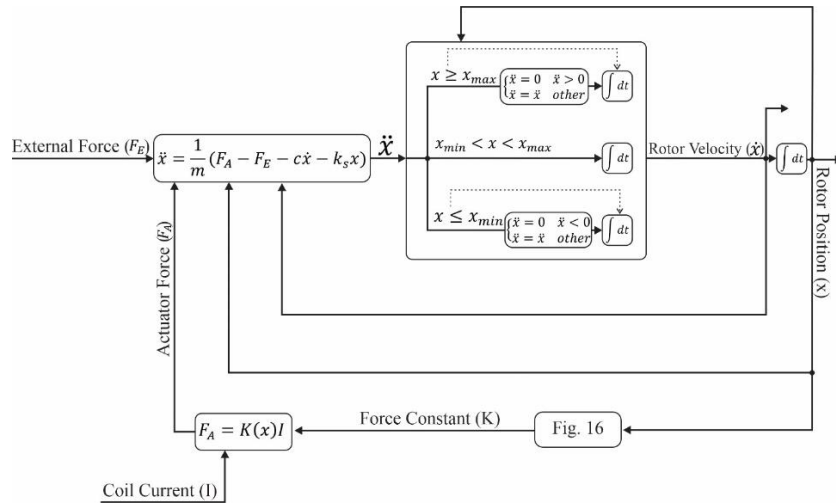 x ≥ x_max
{ẍ = 0 ẍ > 0
ẍ = ẍ other
∫ dt
External Force (F_E)
ẍ = 1/m (F_A − F_E − cẋ − k_s x)
ẍ
x_min < x < x_max
∫ dt
Rotor Velocity (ẋ)
∫ dt
Rotor Position (x)
x ≤ x_min
{ẍ = 0 ẍ < 0
ẍ = ẍ other
∫ dt
Actuator Force (F_A)
F_A = K(x)I
Force Constant (K)
Fig. 16
Coil Current (I)